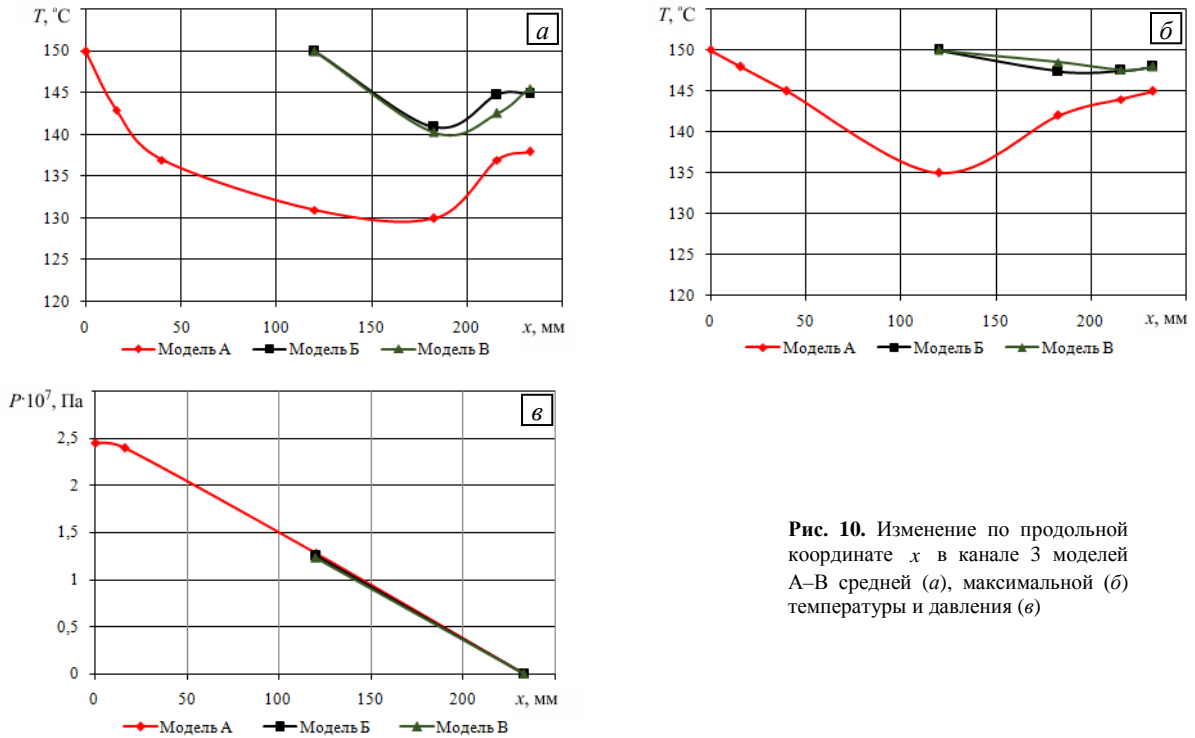 T, °C
а
150
145
140
135
130
125
120
0 50 100 150 200 x, мм
Модель А Модель Б Модель В
T, °C
б
150
145
140
135
130
125
120
0 50 100 150 200 x, мм
Модель А Модель Б Модель В
P·10⁷, Па
в
2,5
2
1,5
1
0,5
0
0 50 100 150 200 x, мм
Модель А Модель Б Модель В
Рис. 10. Изменение по продольной
координате x в канале 3 моделей
А–В средней (а), максимальной (б)
температуры и давления (в)